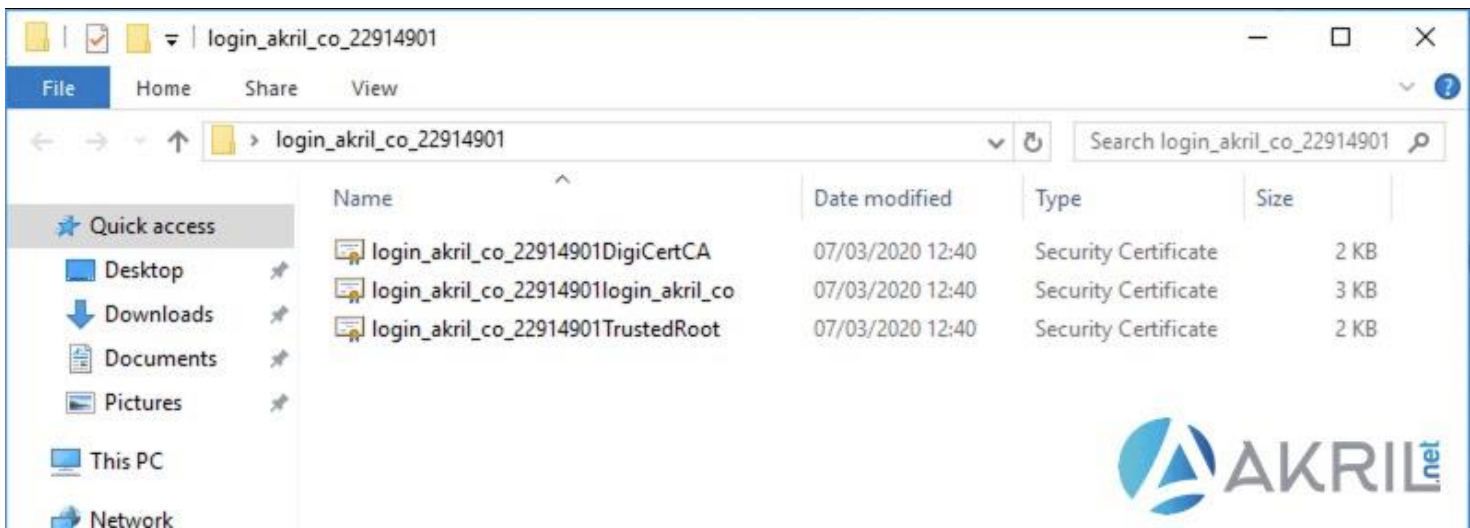 login_akril_co_22914901
File Home Share View
login_akril_co_22914901 Search login_akril_co_22914901
Name Date modified Type Size
Quick access
login_akril_co_22914901DigiCertCA 07/03/2020 12:40 Security Certificate 2 KB
Desktop
login_akril_co_22914901login_akril_co 07/03/2020 12:40 Security Certificate 3 KB
Downloads
login_akril_co_22914901TrustedRoot 07/03/2020 12:40 Security Certificate 2 KB
Documents
Pictures
This PC
Network
AKRIL.net